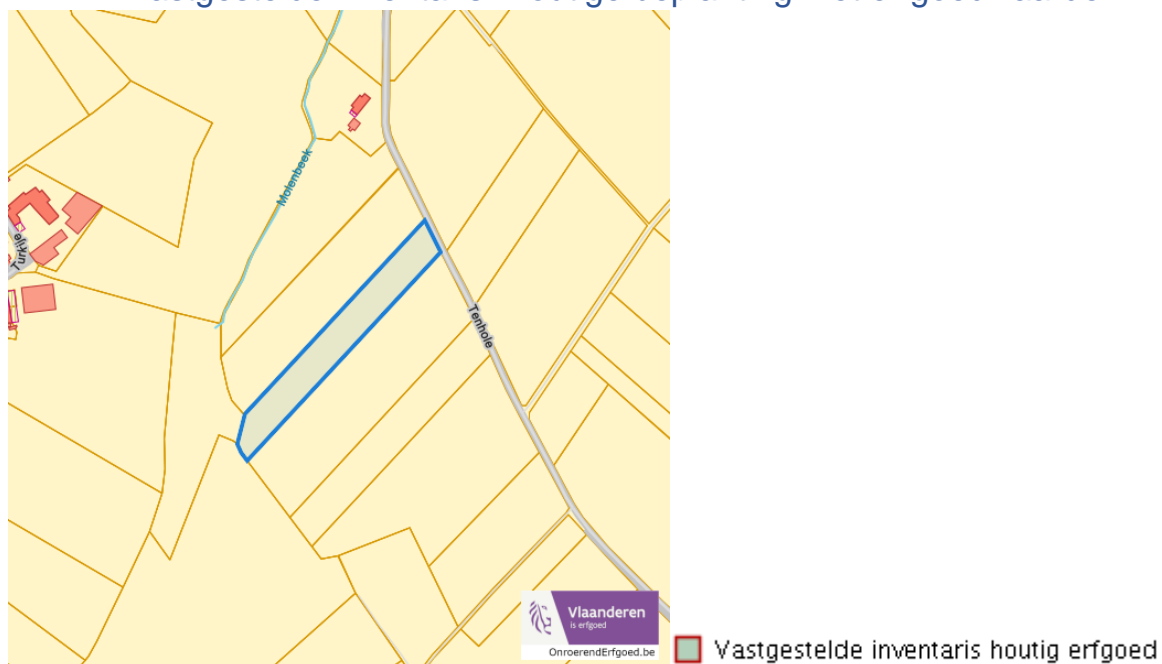 Molenbeek
Turkije
Tenhole
Vlaanderen
is erfgoed
OnroerendErfgoed.be
Vastgestelde inventaris houtig erfgoed